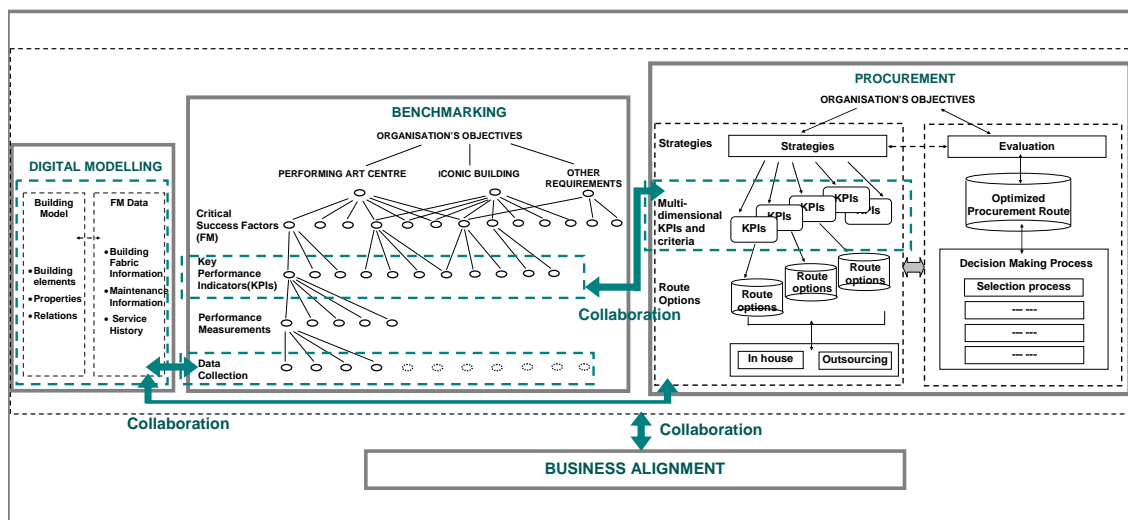 DIGITAL MODELLING
Building
Model
FM Data
•Building
elements
•Properties
•Relations
•Building
Fabric
Information
•Maintenance
Information
• Service
History
BENCHMARKING
ORGANISATION'S OBJECTIVES
PERFORMING ART CENTRE
ICONIC BUILDING
OTHER
REQUIREMENTS
Critical
Success Factors
(FM)
Key
Performance
Indicators(KPIs)
Performance
Measurements
Data
Collection
PROCUREMENT
ORGANISATION'S OBJECTIVES
Strategies
Strategies
Evaluation
Multi-
dimensional
KPIs and
criteria
KPIs
KPIs
KPIs
KPIs
KPIs
Optimized
Procurement Route
Route
Options
Route
options
Route
options
Route
options
In house
Outsourcing
Decision Making Process
Selection process
--- ---
--- ---
--- ---
Collaboration
Collaboration
Collaboration
BUSINESS ALIGNMENT